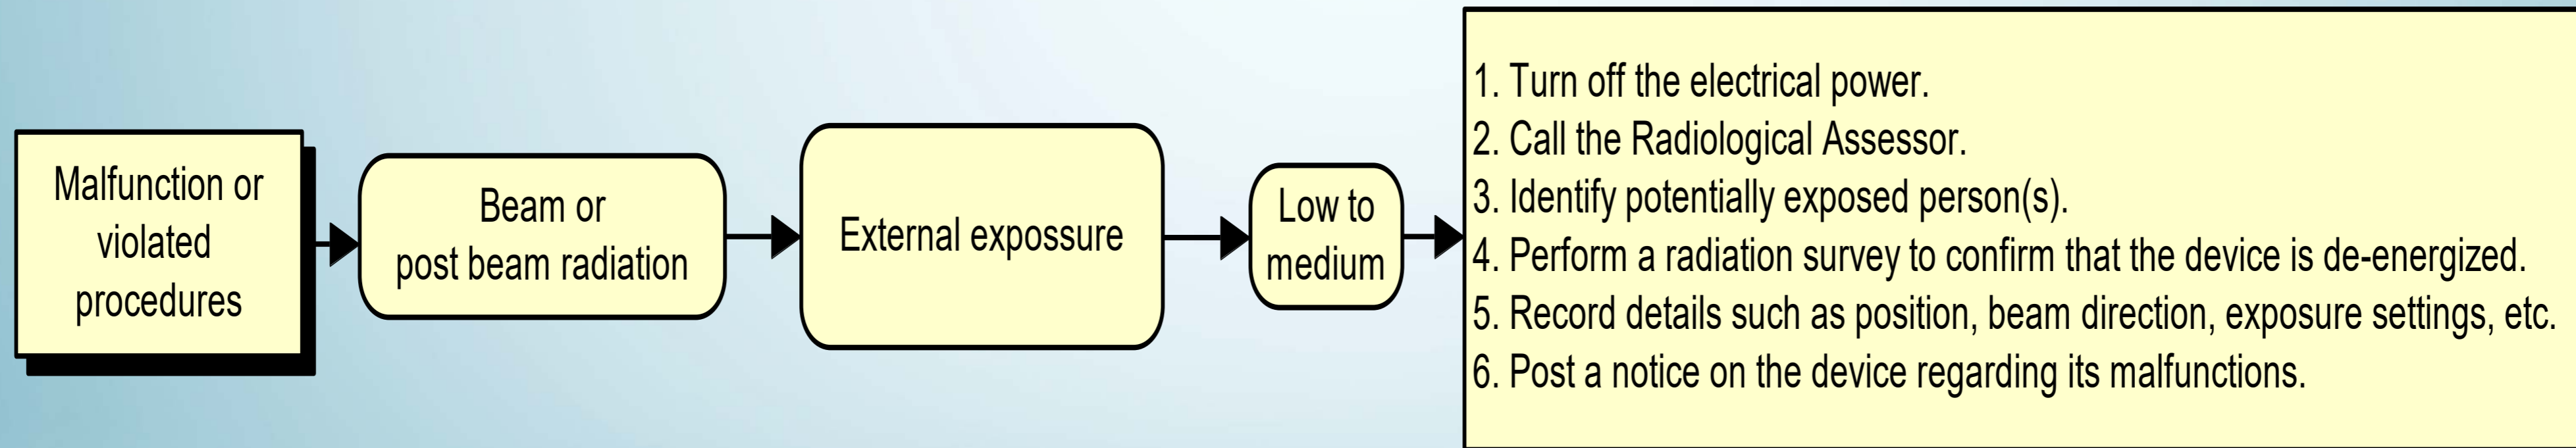 Malfunction or
violated
procedures
Beam or
post beam radiation
External expossure
Low to
medium
1. Turn off the electrical power.
2. Call the Radiological Assessor.
3. Identify potentially exposed person(s).
4. Perform a radiation survey to confirm that the device is de-energized.
5. Record details such as position, beam direction, exposure settings, etc.
6. Post a notice on the device regarding its malfunctions.